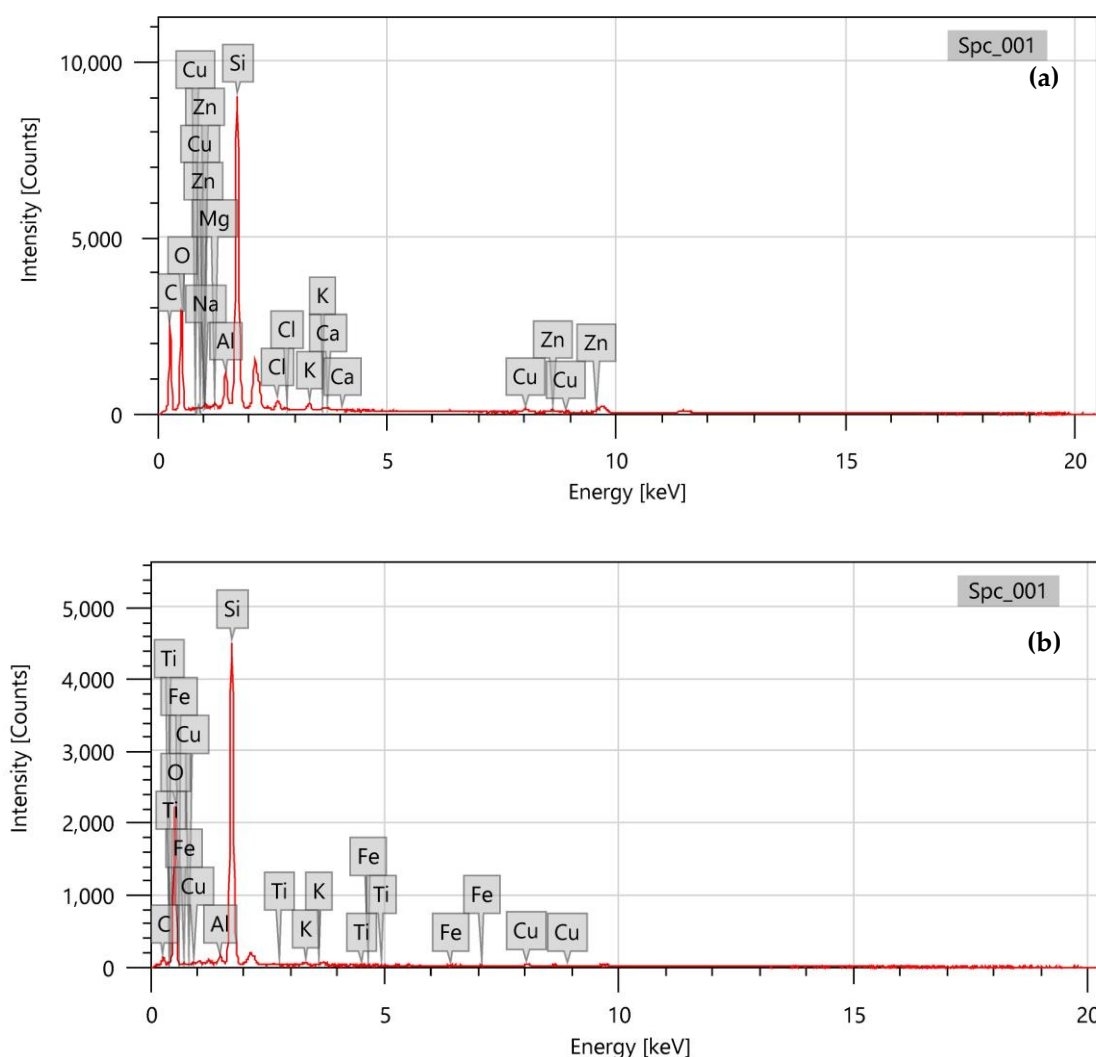 Spc_001
(a)
Intensity [Counts]
10,000
5,000
0
Cu
Zn
Cu
Zn
Mg
Na
C
O
Al
Si
Cl
Cl
K
K
Ca
Ca
Cu
Zn
Cu
Zn
0
5
10
15
20
Energy [keV]
Spc_001
(b)
Intensity [Counts]
5,000
4,000
3,000
2,000
1,000
0
Ti
Fe
Cu
O
Ti
Fe
Cu
C
Al
Si
Ti
K
K
Fe
Ti
Ti
Fe
Fe
Cu
Cu
0
5
10
15
20
Energy [keV]